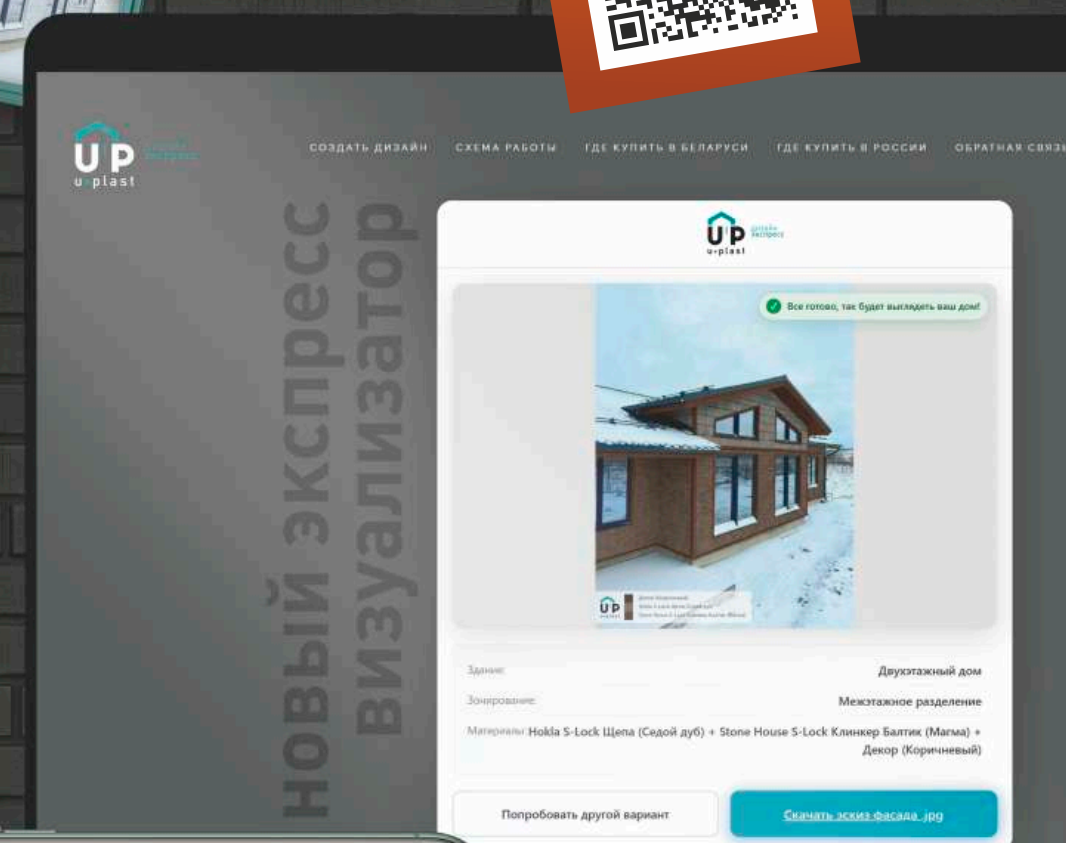 UP
u-plast
СОЗДАТЬ ДИЗАЙН
СХЕМА РАБОТЫ
ГДЕ КУПИТЬ В БЕЛАРУСИ
ГДЕ КУПИТЬ В РОССИИ
ОБРАТНАЯ СВЯЗЬ
новый экспресс
визуализатор
UP
экспресс
u-plast
Все готово, так будет выглядеть ваш дом!
UP
Здание:
Двухэтажный дом
Зонирование:
Межэтажное разделение
Материалы: Hokla S-Lock Щепа (Седой дуб) + Stone House S-Lock Клинкер Балтик (Магма) +
Декор (Коричневый)
Попробовать другой вариант
Скачать эскиз фасада .jpg